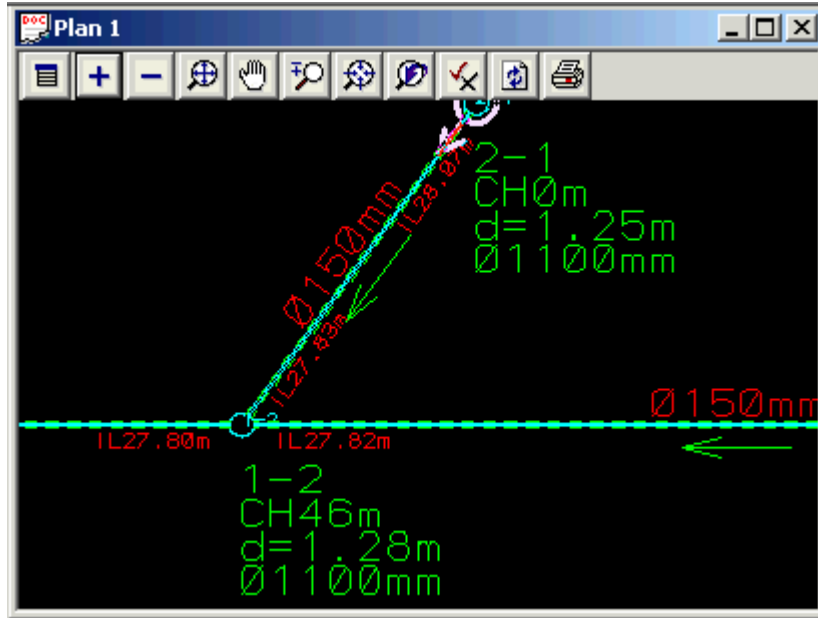 DOC
Plan 1
2-1
CH0m
d=1.25m
Ø1100mm
IL28.07m
Ø150mm
IL27.83m
Ø150mm
IL27.80m
IL27.82m
1-2
CH46m
d=1.28m
Ø1100mm